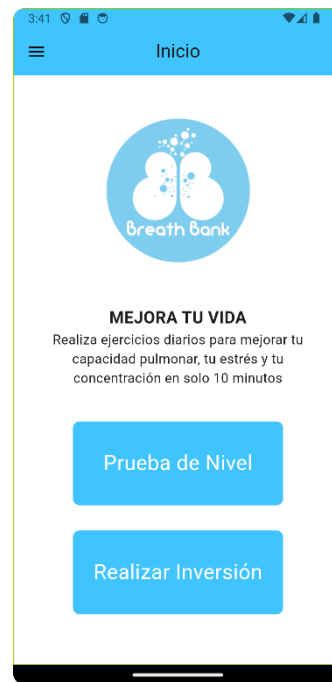 3:41
Inicio
Breath Bank
MEJORA TU VIDA
Realiza ejercicios diarios para mejorar tu
capacidad pulmonar, tu estrés y tu
concentración en solo 10 minutos
Prueba de Nivel
Realizar Inversión